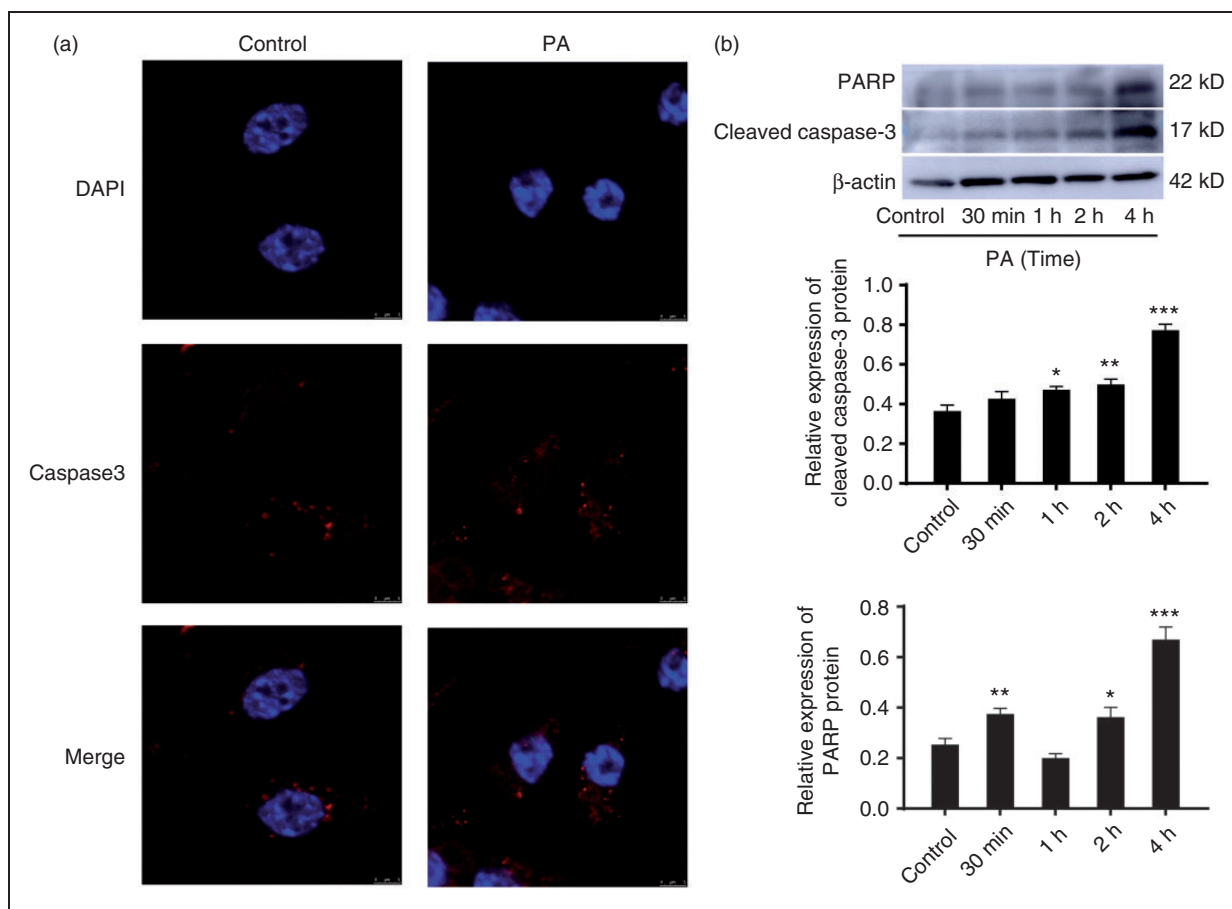 (a)
Control
PA
DAPI
Caspase3
Merge
(b)
PARP
22 kD
Cleaved caspase-3
17 kD
β-actin
42 kD
Control 30 min 1 h 2 h 4 h
PA (Time)
Relative expression of
cleaved caspase-3 protein
1.0
0.8
0.6
0.4
0.2
0.0
*
**
***
Control
30 min
1 h
2 h
4 h
Relative expression of
PARP protein
0.8
0.6
0.4
0.2
0.0
**
*
***
Control
30 min
1 h
2 h
4 h